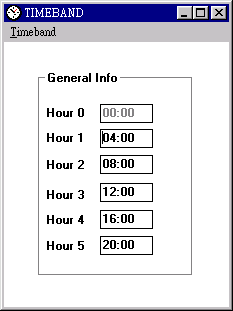 TIMEBAND
Timeband
General Info
Hour 0 00:00
Hour 1 04:00
Hour 2 08:00
Hour 3 12:00
Hour 4 16:00
Hour 5 20:00